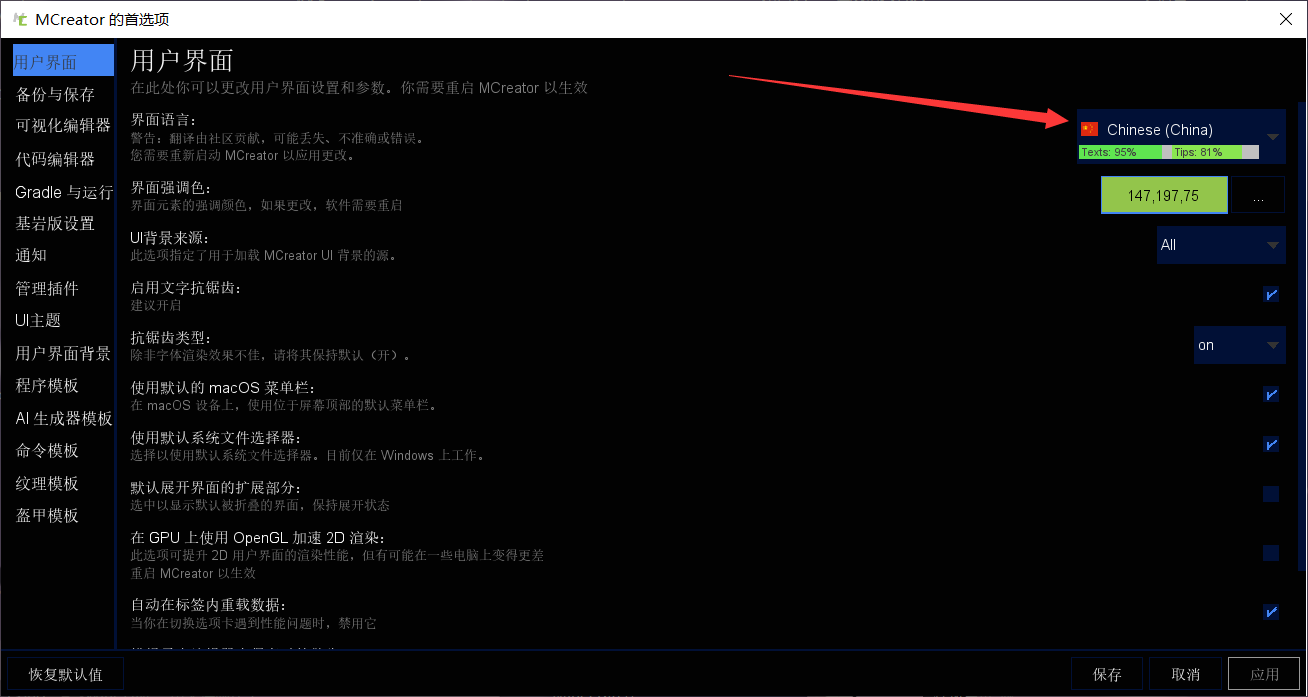 MCreator 的首选项
用户界面
备份与保存
可视化编辑器
代码编辑器
Gradle 与运行
基岩版设置
通知
管理插件
UI主题
用户界面背景
程序模板
AI 生成器模板
命令模板
纹理模板
盔甲模板
用户界面
在此处你可以更改用户界面设置和参数。你需要重启 MCreator 以生效
界面语言：
警告：翻译由社区贡献，可能丢失、不准确或错误。
您需要重新启动 MCreator 以应用更改。
Chinese (China)
Texts: 95% Tips: 81%
界面强调色：
界面元素的强调颜色，如果更改，软件需要重启
147,197,75 ...
UI背景来源：
此选项指定了用于加载 MCreator UI 背景的源。
All
启用文字抗锯齿：
建议开启
抗锯齿类型：
除非字体渲染效果不佳，请将其保持默认（开）。
on
使用默认的 macOS 菜单栏：
在 macOS 设备上，使用位于屏幕顶部的默认菜单栏。
使用默认系统文件选择器：
选择以使用默认系统文件选择器。目前仅在 Windows 上工作。
默认展开界面的扩展部分：
选中以显示默认被折叠的界面，保持展开状态
在 GPU 上使用 OpenGL 加速 2D 渲染：
此选项可提升 2D 用户界面的渲染性能，但有可能在一些电脑上变得更差
重启 MCreator 以生效
自动在标签内重载数据：
当你在切换选项卡遇到性能问题时，禁用它
恢复默认值 保存 取消 应用